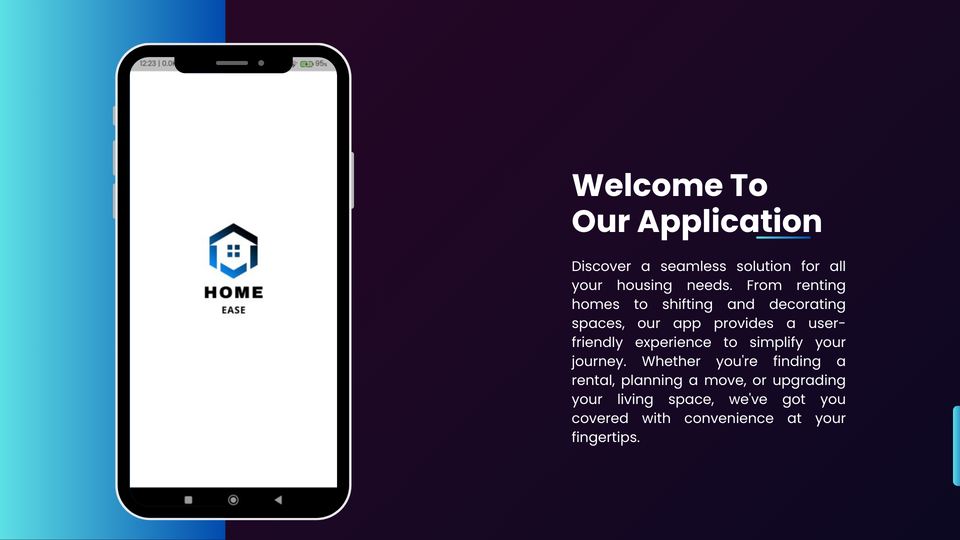 12:23 | 0.0
95%
HOME
EASE
Welcome To
Our Application
Discover a seamless solution for all
your housing needs. From renting
homes to shifting and decorating
spaces, our app provides a user-
friendly experience to simplify your
journey. Whether you're finding a
rental, planning a move, or upgrading
your living space, we've got you
covered with convenience at your
fingertips.